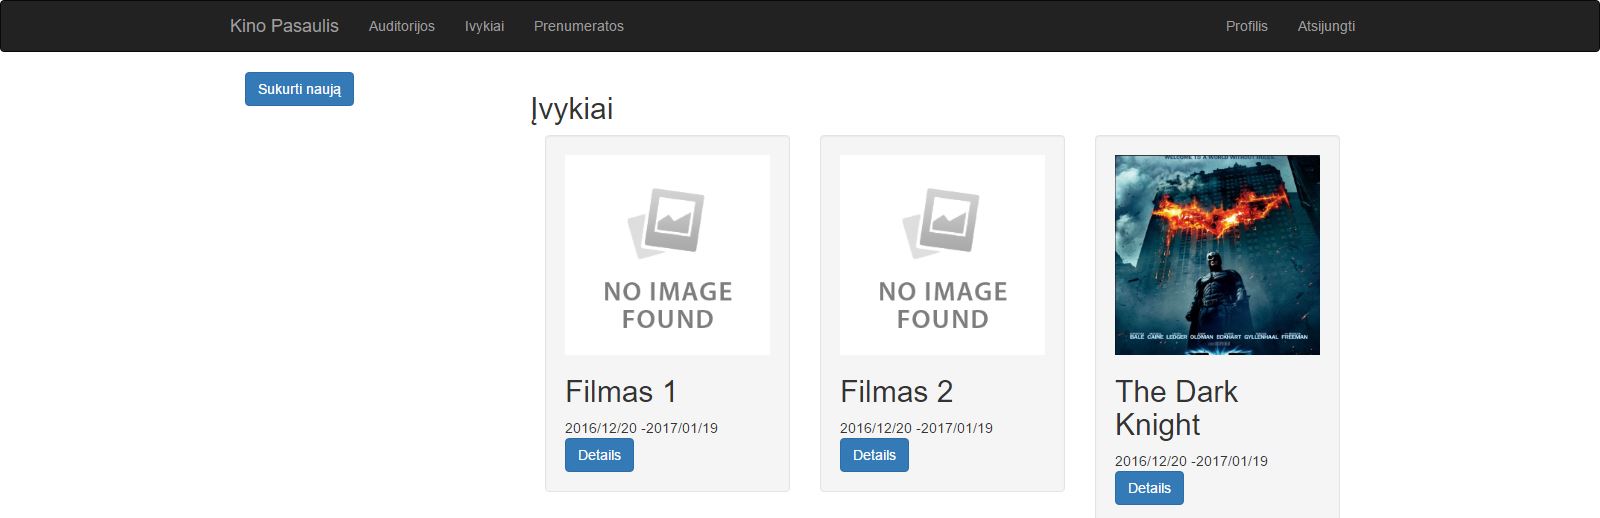 Kino Pasaulis Auditorijos Ivykiai Prenumeratos Profilis Atsijungti
Sukurti naują
Įvykiai
NO IMAGE
FOUND
Filmas 1
2016/12/20 -2017/01/19
Details
NO IMAGE
FOUND
Filmas 2
2016/12/20 -2017/01/19
Details
WELCOME TO A WORLD WITHOUT RULES.
BALE CAINE LEDGER OLDMAN ECKHART GYLLENHAAL FREEMAN
The Dark
Knight
2016/12/20 -2017/01/19
Details